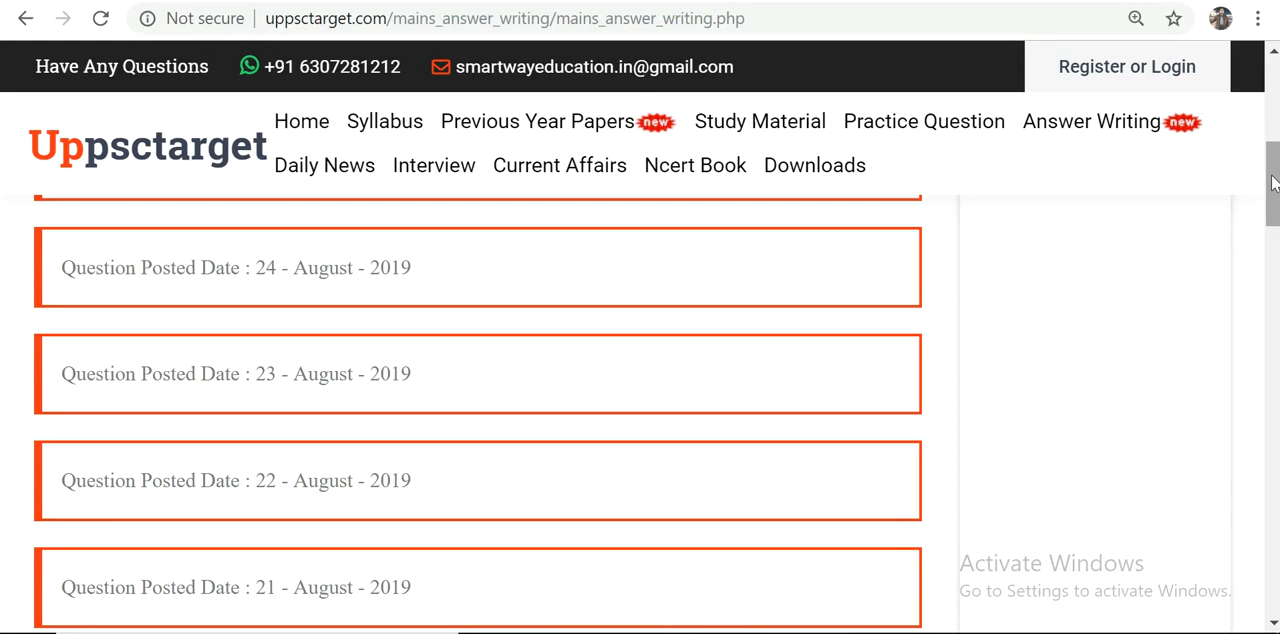 Not secure | uppsctarget.com/mains_answer_writing/mains_answer_writing.php
Have Any Questions +91 6307281212 smartwayeducation.in@gmail.com Register or Login
Uppsctarget
Home Syllabus Previous Year Papers new Study Material Practice Question Answer Writing new
Daily News Interview Current Affairs Ncert Book Downloads
Question Posted Date : 24 - August - 2019
Question Posted Date : 23 - August - 2019
Question Posted Date : 22 - August - 2019
Question Posted Date : 21 - August - 2019
Activate Windows
Go to Settings to activate Windows.